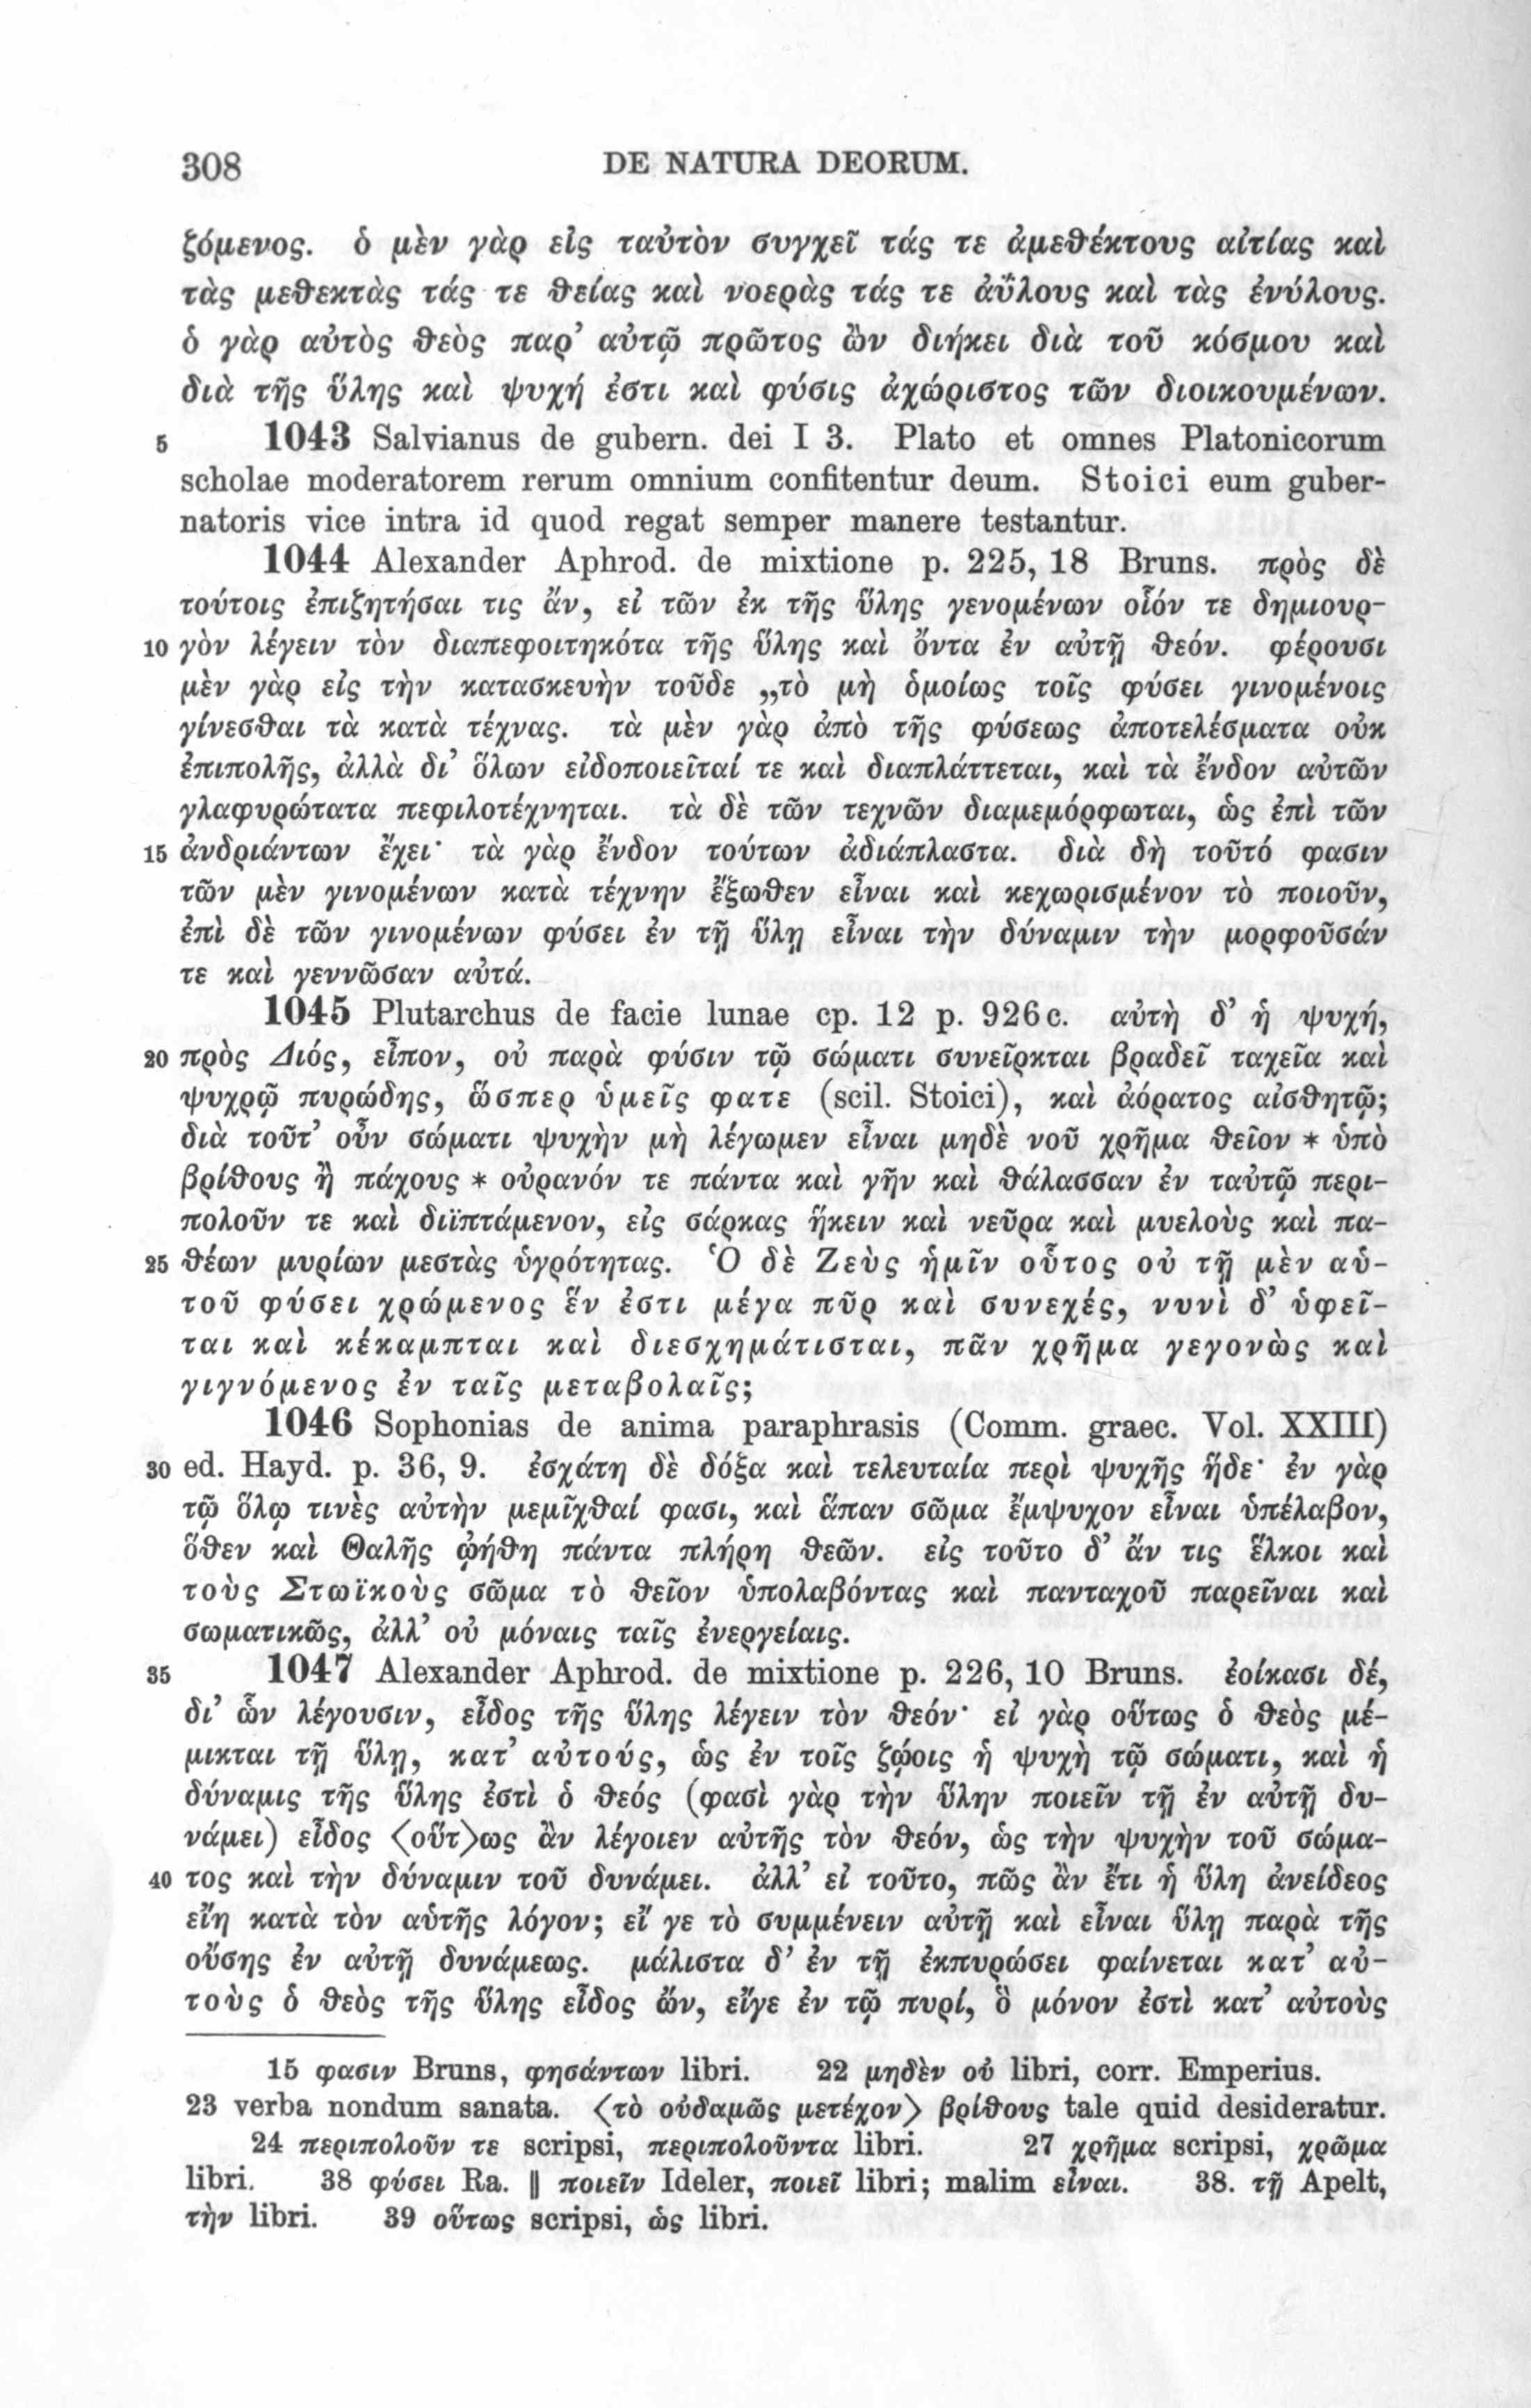 308 DE NATURA DEORUM.
ζόμενος. ὁ μὲν γὰρ εἰς ταὐτὸν συγχεῖ τάς τε ἀμεθέκτους αἰτίας καὶ
τὰς μεθεκτὰς τάς τε θείας καὶ νοερὰς τάς τε ἀΰλους καὶ τὰς ἐνύλους.
ὁ γὰρ αὐτὸς θεὸς παρ’ αὐτῷ πρῶτος ὢν διήκει διὰ τοῦ κόσμου καὶ
διὰ τῆς ὕλης καὶ ψυχή ἐστι καὶ φύσις ἀχώριστος τῶν διοικουμένων.
5 1043 Salvianus de gubern. dei I 3. Plato et omnes Platonicorum
scholae moderatorem rerum omnium confitentur deum. Stoici eum guber-
natoris vice intra id quod regat semper manere testantur.
1044 Alexander Aphrod. de mixtione p. 225, 18 Bruns. πρὸς δὲ
τούτοις ἐπιζητήσαι τις ἄν, εἰ τῶν ἐκ τῆς ὕλης γενομένων οἷόν τε δημιουρ-
10 γὸν λέγειν τὸν διαπεφοιτηκότα τῆς ὕλης καὶ ὄντα ἐν αὐτῇ θεόν. φέρουσι
μὲν γὰρ εἰς τὴν κατασκευὴν τοῦδε „τὸ μὴ ὁμοίως τοῖς φύσει γινομένοις
γίνεσθαι τὰ κατὰ τέχνας. τὰ μὲν γὰρ ἀπὸ τῆς φύσεως ἀποτελέσματα οὐκ
ἐπιπολῆς, ἀλλὰ δι’ ὅλων εἰδοποιεῖταί τε καὶ διαπλάττεται, καὶ τὰ ἔνδον αὐτῶν
γλαφυρώτατα πεφιλοτέχνηται. τὰ δὲ τῶν τεχνῶν διαμεμόρφωται, ὡς ἐπὶ τῶν
15 ἀνδριάντων ἔχει· τὰ γὰρ ἔνδον τούτων ἀδιάπλαστα. διὰ δὴ τοῦτό φασιν
τῶν μὲν γινομένων κατὰ τέχνην ἔξωθεν εἶναι καὶ κεχωρισμένον τὸ ποιοῦν,
ἐπὶ δὲ τῶν γινομένων φύσει ἐν τῇ ὕλῃ εἶναι τὴν δύναμιν τὴν μορφοῦσάν
τε καὶ γεννῶσαν αὐτά.
1045 Plutarchus de facie lunae cp. 12 p. 926c. αὐτὴ δ’ ἡ ψυχή,
20 πρὸς Διός, εἶπον, οὐ παρὰ φύσιν τῷ σώματι συνεῖρκται βραδεῖ ταχεῖα καὶ
ψυχρῷ πυρώδης, ὥσπερ ὑμεῖς φατε (scil. Stoici), καὶ ἀόρατος αἰσθητῷ;
διὰ τοῦτ’ οὖν σώματι ψυχὴν μὴ λέγωμεν εἶναι μηδὲ νοῦ χρῆμα θεῖον * ὑπὸ
βρίθους ἢ πάχους * οὐρανόν τε πάντα καὶ γῆν καὶ θάλασσαν ἐν ταὐτῷ περι-
πολοῦν τε καὶ διϊπτάμενον, εἰς σάρκας ἥκειν καὶ νεῦρα καὶ μυελοὺς καὶ πα-
25 θέων μυρίων μεστὰς ὑγρότητας. Ὁ δὲ Ζεὺς ἡμῖν οὗτος οὐ τῇ μὲν αὑ-
τοῦ φύσει χρώμενος ἕν ἐστι μέγα πῦρ καὶ συνεχές, νυνὶ δ’ ὑφεῖ-
ται καὶ κέκαμπται καὶ διεσχημάτισται, πᾶν χρῆμα γεγονὼς καὶ
γιγνόμενος ἐν ταῖς μεταβολαῖς;
1046 Sophonias de anima paraphrasis (Comm. graec. Vol. XXIII)
30 ed. Hayd. p. 36, 9. ἐσχάτη δὲ δόξα καὶ τελευταία περὶ ψυχῆς ἥδε· ἐν γὰρ
τῷ ὅλῳ τινὲς αὐτὴν μεμῖχθαί φασι, καὶ ἅπαν σῶμα ἔμψυχον εἶναι ὑπέλαβον,
ὅθεν καὶ Θαλῆς ᾠήθη πάντα πλήρη θεῶν. εἰς τοῦτο δ’ ἄν τις ἕλκοι καὶ
τοὺς Στωϊκοὺς σῶμα τὸ θεῖον ὑπολαβόντας καὶ πανταχοῦ παρεῖναι καὶ
σωματικῶς, ἀλλ’ οὐ μόναις ταῖς ἐνεργείαις.
35 1047 Alexander Aphrod. de mixtione p. 226, 10 Bruns. ἐοίκασι δέ,
δι’ ὧν λέγουσιν, εἶδος τῆς ὕλης λέγειν τὸν θεόν· εἰ γὰρ οὕτως ὁ θεὸς μέ-
μικται τῇ ὕλῃ, κατ’ αὐτούς, ὡς ἐν τοῖς ζῴοις ἡ ψυχὴ τῷ σώματι, καὶ ἡ
δύναμις τῆς ὕλης ἐστὶ ὁ θεός (φασὶ γὰρ τὴν ὕλην ποιεῖν τῇ ἐν αὐτῇ δυ-
νάμει) εἶδος 〈οὕτ〉ως ἂν λέγοιεν αὐτῆς τὸν θεόν, ὡς τὴν ψυχὴν τοῦ σώμα-
40 τος καὶ τὴν δύναμιν τοῦ δυνάμει. ἀλλ’ εἰ τοῦτο, πῶς ἂν ἔτι ἡ ὕλη ἀνείδεος
εἴη κατὰ τὸν αὑτῆς λόγον; εἴ γε τὸ συμμένειν αὐτῇ καὶ εἶναι ὕλῃ παρὰ τῆς
οὔσης ἐν αὐτῇ δυνάμεως. μάλιστα δ’ ἐν τῇ ἐκπυρώσει φαίνεται κατ’ αὐ-
τοὺς ὁ θεὸς τῆς ὕλης εἶδος ὤν, εἴγε ἐν τῷ πυρί, ὃ μόνον ἐστὶ κατ’ αὐτοὺς
15 φασιν Bruns, φησάντων libri. 22 μηδὲν οὐ libri, corr. Emperius.
23 verba nondum sanata. 〈τὸ οὐδαμῶς μετέχον〉 βρίθους tale quid desideratur.
24 περιπολοῦν τε scripsi, περιπολοῦντα libri. 27 χρῆμα scripsi, χρῶμα
libri. 38 φύσει Ra. ‖ ποιεῖν Ideler, ποιεῖ libri; malim εἶναι. 38. τῇ Apelt,
τὴν libri. 39 οὕτως scripsi, ὡς libri.